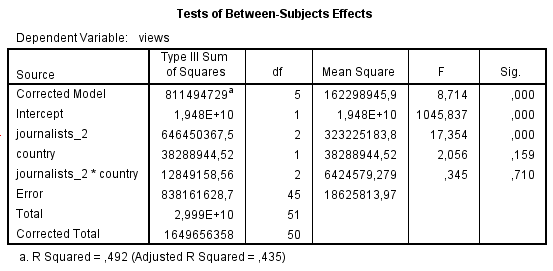 Tests of Between-Subjects Effects
Dependent Variable: views
Source Type III Sum of Squares df Mean Square F Sig.
Corrected Model 811494729a 5 162298945,9 8,714 ,000
Intercept 1,948E+10 1 1,948E+10 1045,837 ,000
journalists_2 646450367,5 2 323225183,8 17,354 ,000
country 38288944,52 1 38288944,52 2,056 ,159
journalists_2 * country 12849158,56 2 6424579,279 ,345 ,710
Error 838161628,7 45 18625813,97
Total 2,999E+10 51
Corrected Total 1649656358 50
a. R Squared = ,492 (Adjusted R Squared = ,435)